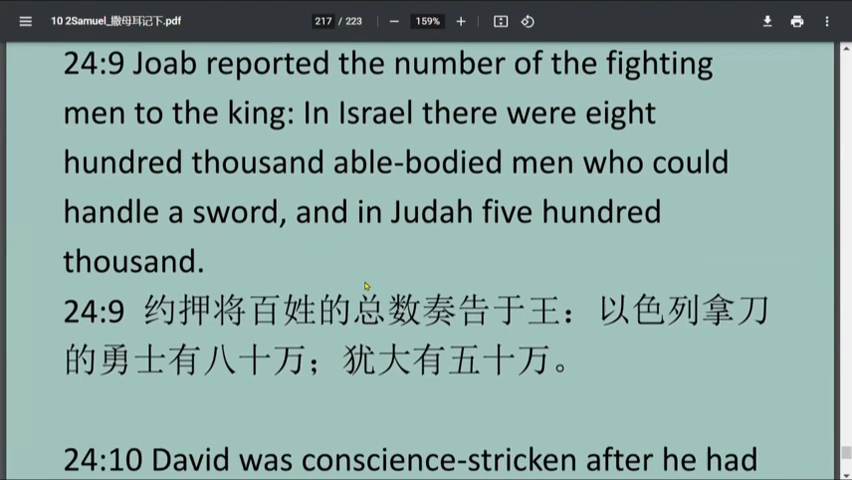 10 2Samuel_撒母耳记下.pdf 217 / 223 159%
24:9 Joab reported the number of the fighting
men to the king: In Israel there were eight
hundred thousand able-bodied men who could
handle a sword, and in Judah five hundred
thousand.
24:9 约押将百姓的总数奏告于王：以色列拿刀
的勇士有八十万；犹大有五十万。
24:10 David was conscience-stricken after he had